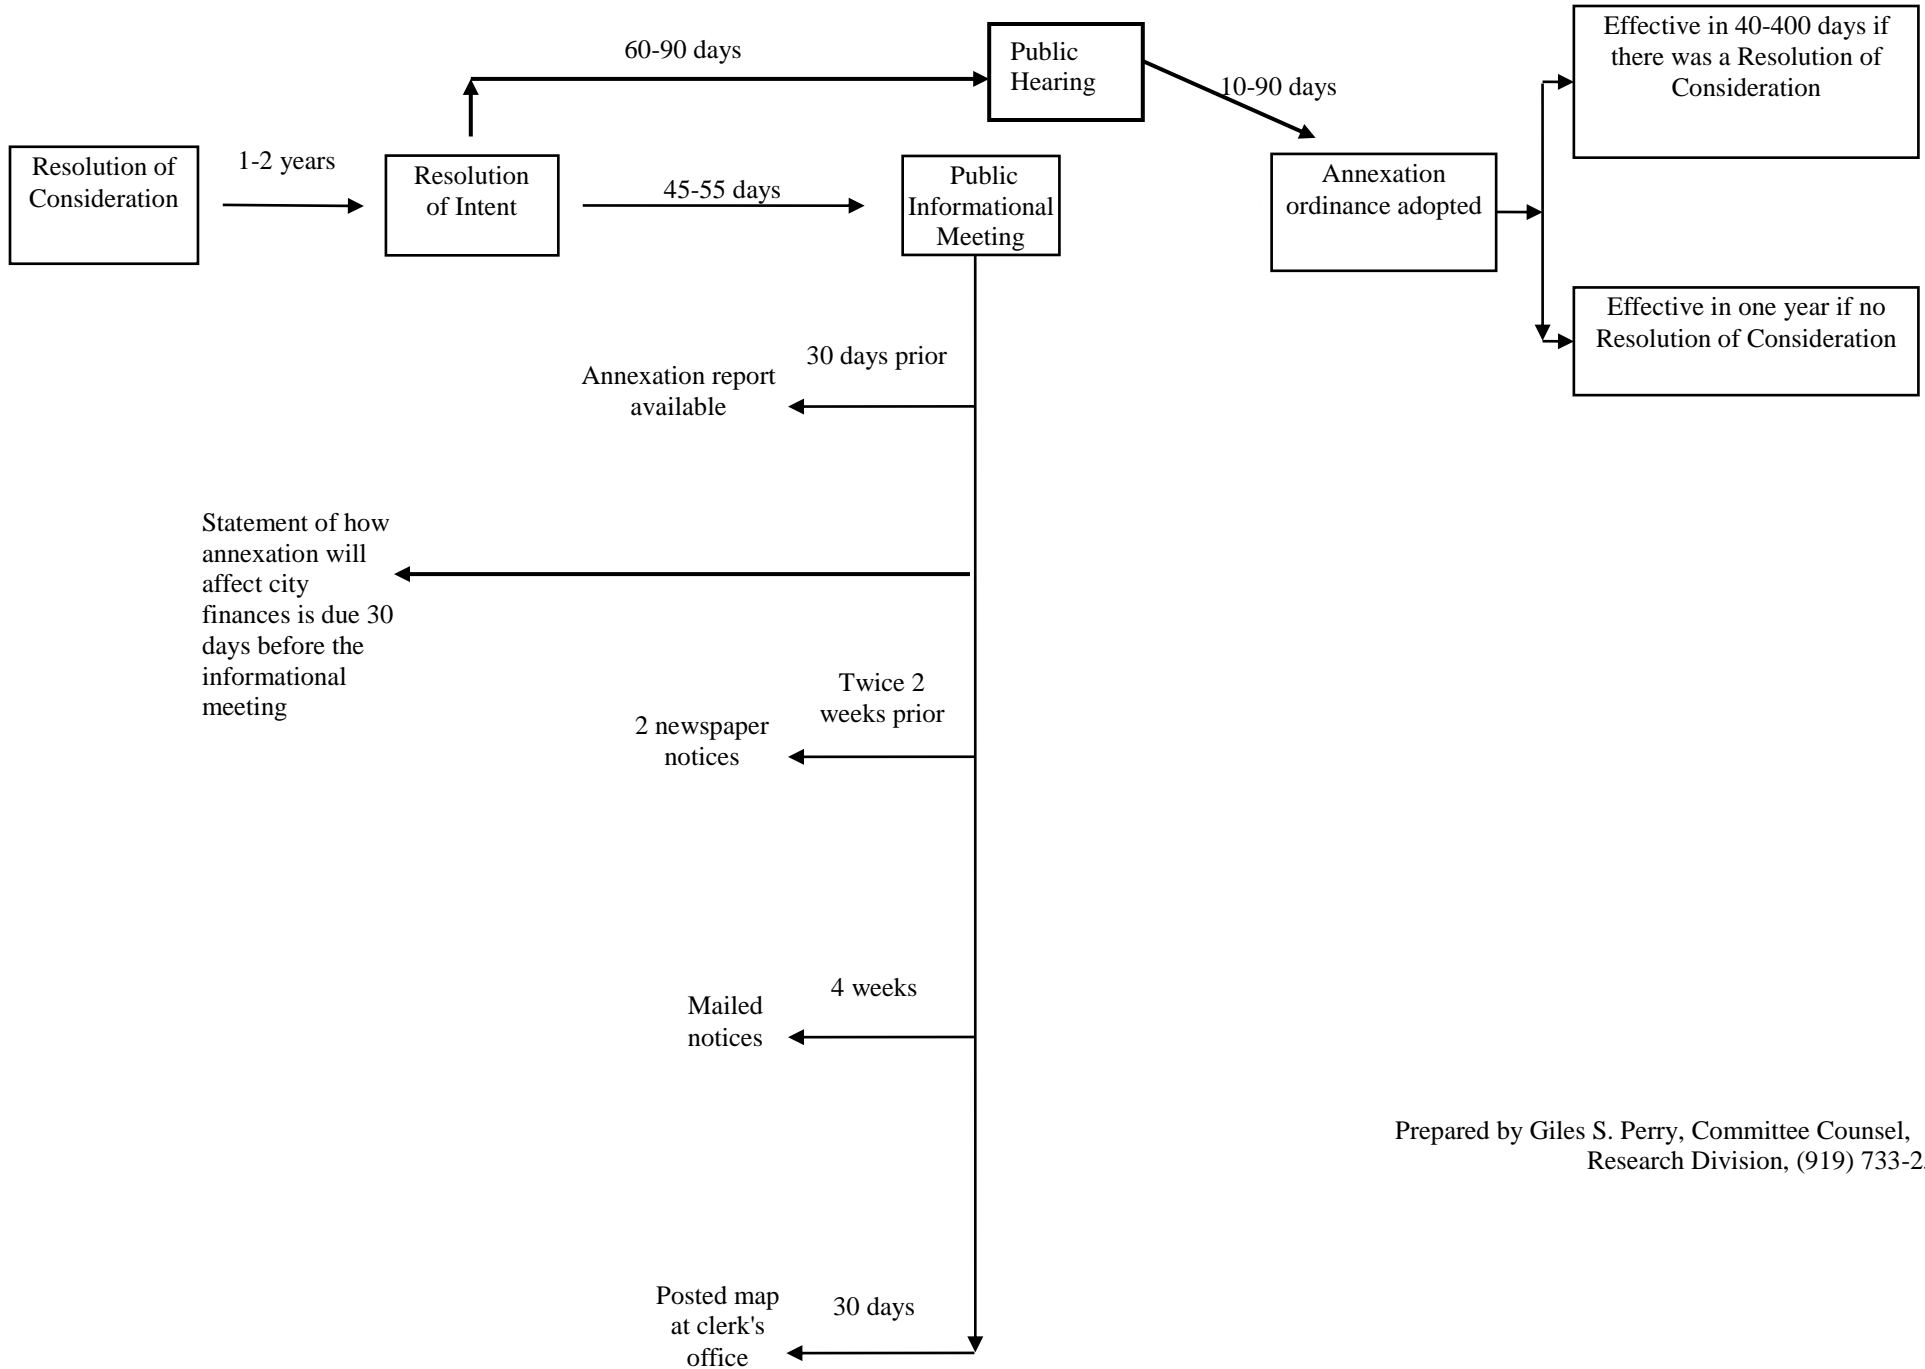 60-90 days
Public
Hearing
10-90 days
Effective in 40-400 days if
there was a Resolution of
Consideration
Resolution of
Consideration
1-2 years
Resolution
of Intent
45-55 days
Public
Informational
Meeting
Annexation
ordinance adopted
Effective in one year if no
Resolution of Consideration
30 days prior
Annexation report
available
Statement of how
annexation will
affect city
finances is due 30
days before the
informational
meeting
Twice 2
weeks prior
2 newspaper
notices
4 weeks
Mailed
notices
Prepared by Giles S. Perry, Committee Counsel,
Research Division, (919) 733-2
Posted map
at clerk's
office
30 days